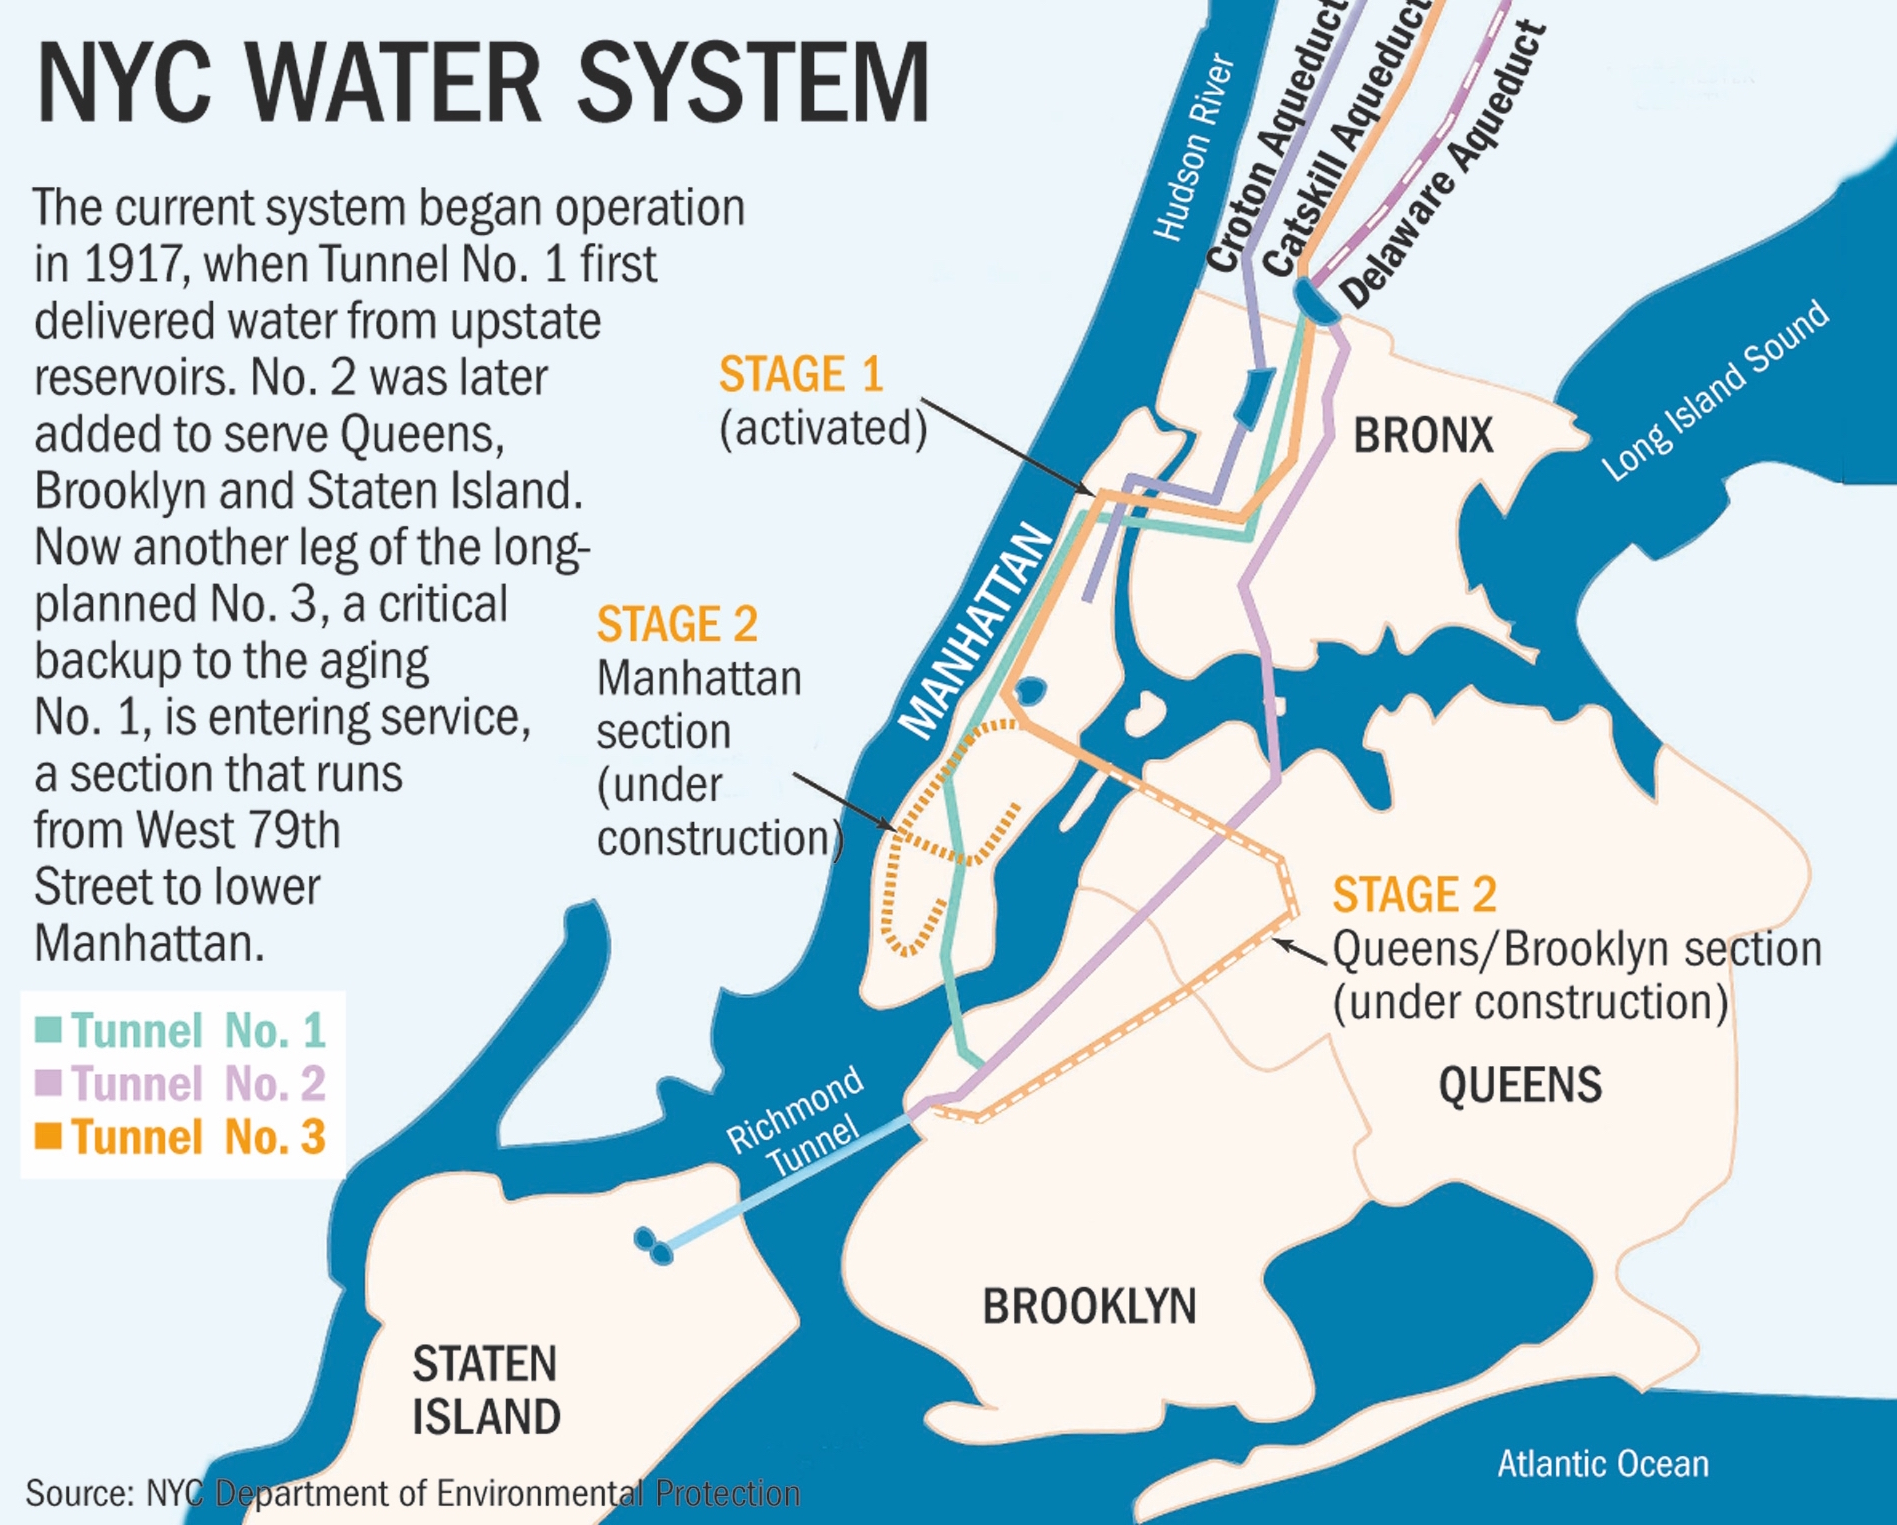 NYC WATER SYSTEM
The current system began operation
in 1917, when Tunnel No. 1 first
delivered water from upstate
reservoirs. No. 2 was later
added to serve Queens,
Brooklyn and Staten Island.
Now another leg of the long-
planned No. 3, a critical
backup to the aging
No. 1, is entering service,
a section that runs
from West 79th
Street to lower
Manhattan.
Tunnel No. 1
Tunnel No. 2
Tunnel No. 3
Hudson River
Croton Aqueduct
Catskill Aqueduct
Delaware Aqueduct
STAGE 1
(activated)
BRONX
Long Island Sound
MANHATTAN
STAGE 2
Manhattan
section
(under
construction)
STAGE 2
Queens/Brooklyn section
(under construction)
QUEENS
Richmond
Tunnel
BROOKLYN
STATEN
ISLAND
Atlantic Ocean
Source: NYC Department of Environmental Protection